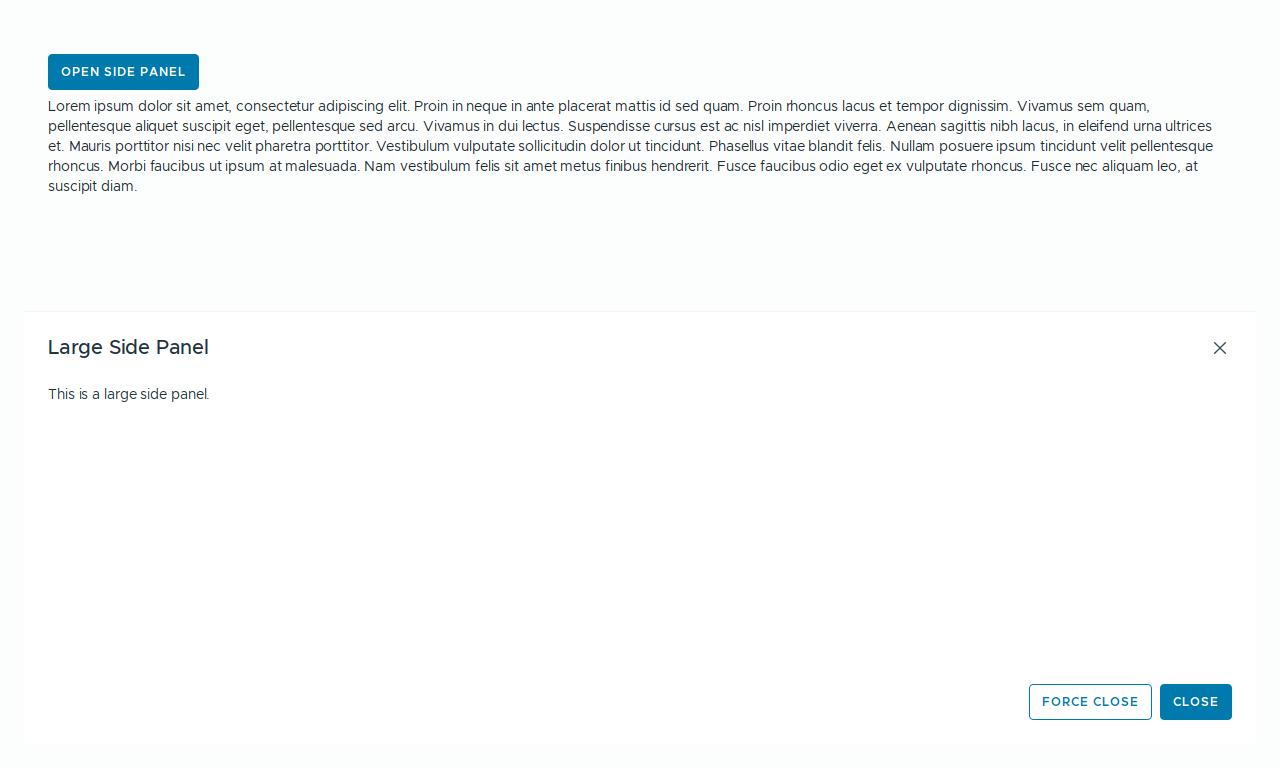 OPEN SIDE PANEL
Lorem ipsum dolor sit amet, consectetur adipiscing elit. Proin in neque in ante placerat mattis id sed quam. Proin rhoncus lacus et tempor dignissim. Vivamus sem quam,
pellentesque aliquet suscipit eget, pellentesque sed arcu. Vivamus in dui lectus. Suspendisse cursus est ac nisl imperdiet viverra. Aenean sagittis nibh lacus, in eleifend urna ultrices
et. Mauris porttitor nisi nec velit pharetra porttitor. Vestibulum vulputate sollicitudin dolor ut tincidunt. Phasellus vitae blandit felis. Nullam posuere ipsum tincidunt velit pellentesque
rhoncus. Morbi faucibus ut ipsum at malesuada. Nam vestibulum felis sit amet metus finibus hendrerit. Fusce faucibus odio eget ex vulputate rhoncus. Fusce nec aliquam leo, at
suscipit diam.
Large Side Panel
This is a large side panel.
FORCE CLOSE
CLOSE